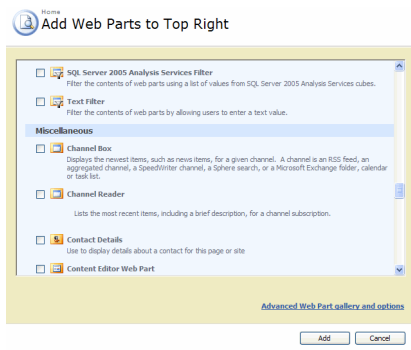 Home
Add Web Parts to Top Right
SQL Server 2005 Analysis Services Filter
Filter the contents of web parts using a list of values from SQL Server 2005 Analysis Services cubes.
Text Filter
Filter the contents of web parts by allowing users to enter a text value.
Miscellaneous
Channel Box
Displays the newest items, such as news items, for a given channel. A channel is an RSS feed, an
aggregated channel, a SpeedWriter channel, a Sphere search, or a Microsoft Exchange folder, calendar
or task list.
Channel Reader
Lists the most recent items, including a brief description, for a channel subscription.
Contact Details
Use to display details about a contact for this page or site
Content Editor Web Part
Advanced Web Part gallery and options
Add Cancel